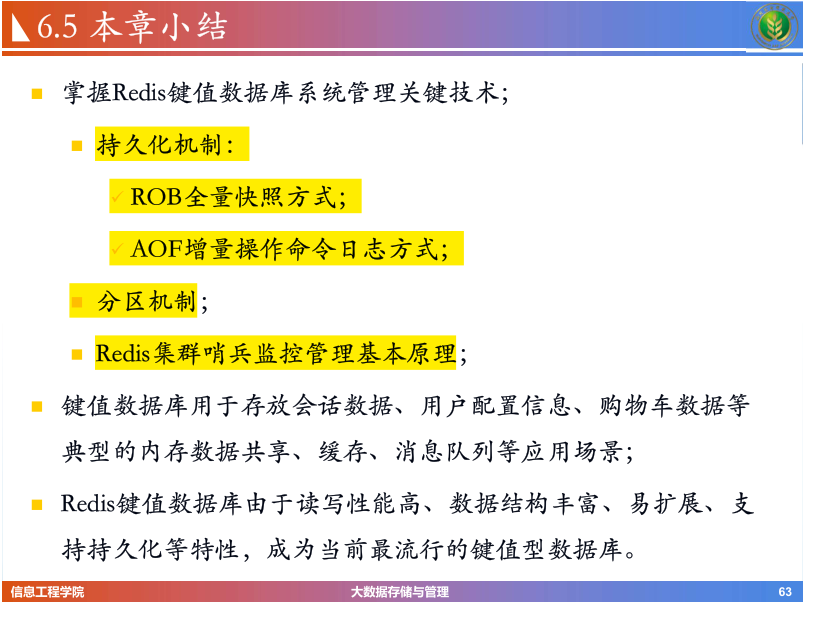 6.5 本章小结
掌握Redis键值数据库系统管理关键技术；
持久化机制：
ROB全量快照方式；
AOF增量操作命令日志方式；
分区机制；
Redis集群哨兵监控管理基本原理；
键值数据库用于存放会话数据、用户配置信息、购物车数据等
典型的内存数据共享、缓存、消息队列等应用场景；
Redis键值数据库由于读写性能高、数据结构丰富、易扩展、支
持持久化等特性，成为当前最流行的键值型数据库。
信息工程学院
大数据存储与管理
63